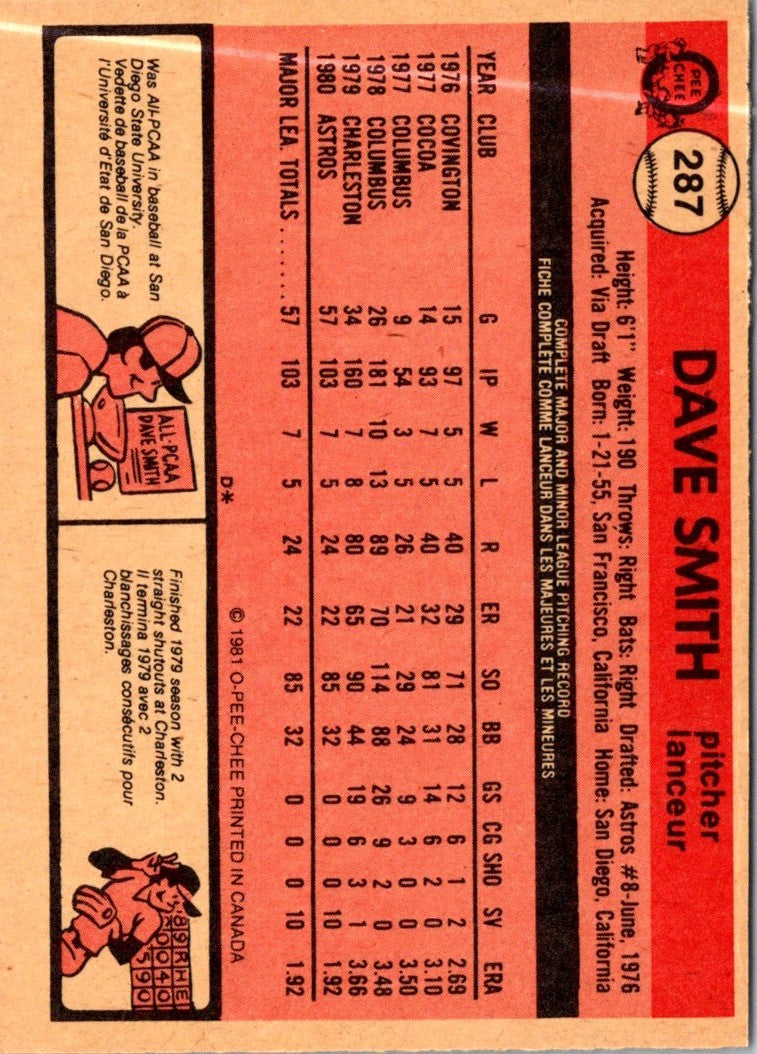 O
PEE
CHEE
287
DAVE SMITH
pitcher
lanceur
Height: 6'1" Weight: 190 Throws: Right Bats: Right Drafted: Astros #8-June, 1976
Acquired: Via Draft Born: 1-21-55, San Francisco, California Home: San Diego, California
COMPLETE MAJOR AND MINOR LEAGUE PITCHING RECORD
FICHE COMPLÈTE COMME LANCEUR DANS LES MAJEURES ET LES MINEURES
YEAR CLUB G IP W L R ER SO BB GS CG SHO SV ERA
1976 COVINGTON 15 97 5 5 40 29 71 28 12 6 1 2 2.69
1977 COCOA 14 93 7 5 40 32 81 31 14 6 2 0 3.10
1977 COLUMBUS 9 54 3 5 26 21 29 24 9 3 0 0 3.50
1978 COLUMBUS 26 181 10 13 89 70 114 88 26 9 2 0 3.48
1979 CHARLESTON 34 160 7 8 80 65 90 44 19 6 3 1 3.66
1980 ASTROS 57 103 7 5 24 22 85 32 0 0 0 10 1.92
MAJOR LEA. TOTALS ....... 57 103 7 5 24 22 85 32 0 0 0 10 1.92
D*
© 1981 O-PEE-CHEE PRINTED IN CANADA
Was All-PCAA in baseball at San
Diego State University.
Vedette de baseball de la PCAA à
l'Université d'Etat de San Diego.
ALL-PCAA
DAVE SMITH
Finished 1979 season with 2
straight shutouts at Charleston.
Il termina 1979 avec 2
blanchissages consécutifs pour
Charleston.
89RHE
0040
590